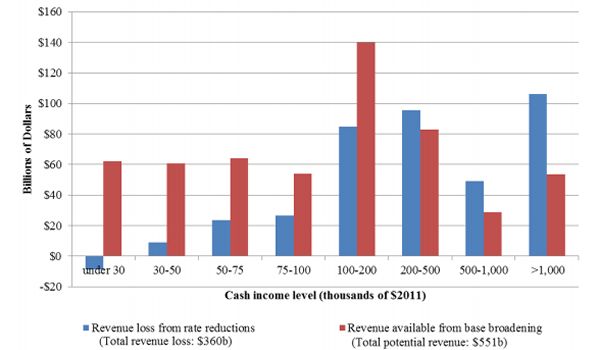 $160
$140
$120
$100
$80
$60
$40
$20
$0
-$20
Billions of Dollars
under 30 30-50 50-75 75-100 100-200 200-500 500-1,000 >1,000
Cash income level (thousands of $2011)
Revenue loss from rate reductions
(Total revenue loss: $360b)
Revenue available from base broadening
(Total potential revenue: $551b)